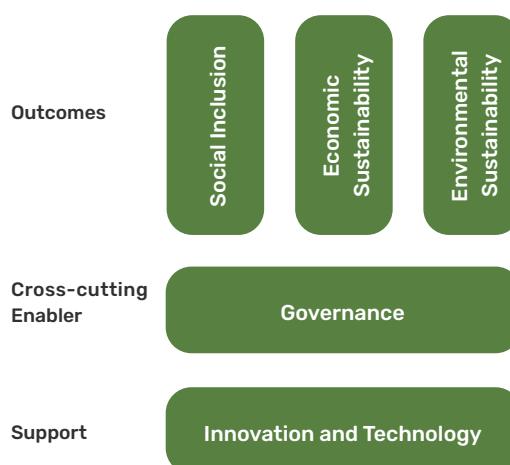 Outcomes
Social Inclusion
Economic
Sustainability
Environmental
Sustainability
Cross-cutting
Enabler
Governance
Support
Innovation and Technology